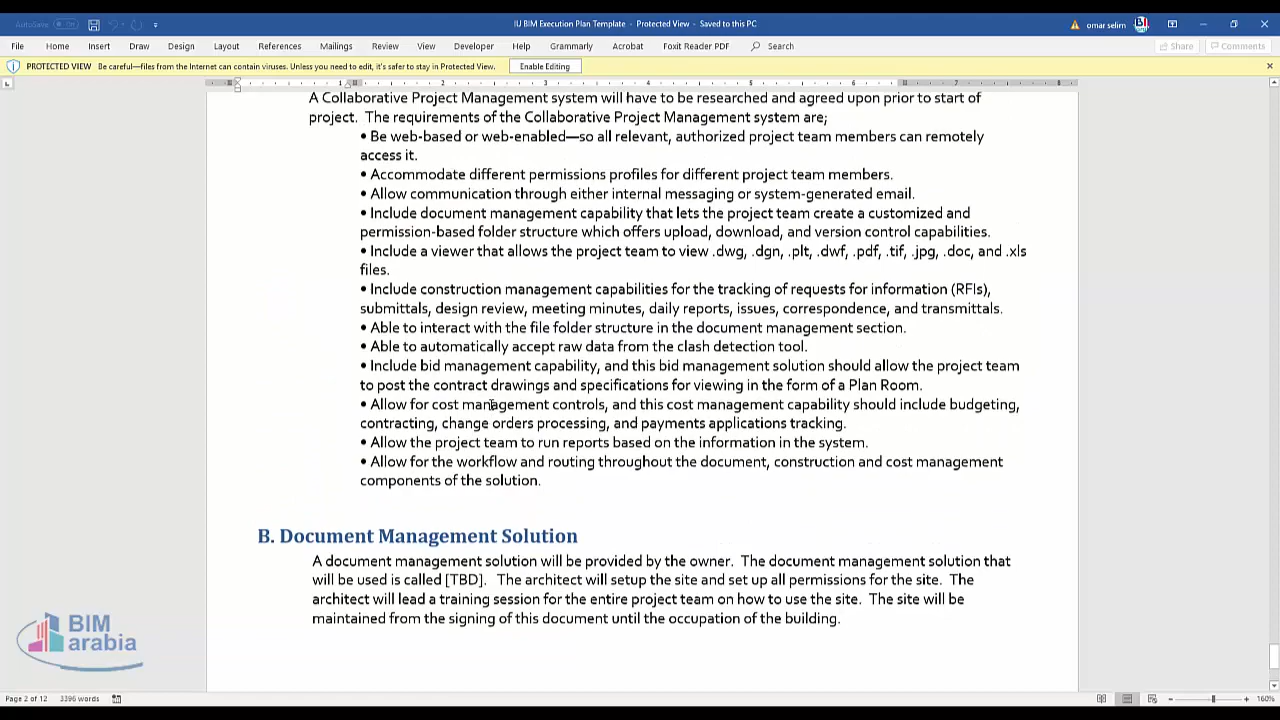 AutoSave Off
IU BIM Execution Plan Template - Protected View - Saved to this PC
omar selim
File Home Insert Draw Design Layout References Mailings Review View Developer Help Grammarly Acrobat Foxit Reader PDF Search Share Comments
PROTECTED VIEW Be careful—files from the Internet can contain viruses. Unless you need to edit, it's safer to stay in Protected View. Enable Editing
1 1 2 3 4 5 6 7 8
A Collaborative Project Management system will have to be researched and agreed upon prior to start of
project. The requirements of the Collaborative Project Management system are;
• Be web-based or web-enabled—so all relevant, authorized project team members can remotely
access it.
• Accommodate different permissions profiles for different project team members.
• Allow communication through either internal messaging or system-generated email.
• Include document management capability that lets the project team create a customized and
permission-based folder structure which offers upload, download, and version control capabilities.
• Include a viewer that allows the project team to view .dwg, .dgn, .plt, .dwf, .pdf, .tif, .jpg, .doc, and .xls
files.
• Include construction management capabilities for the tracking of requests for information (RFIs),
submittals, design review, meeting minutes, daily reports, issues, correspondence, and transmittals.
• Able to interact with the file folder structure in the document management section.
• Able to automatically accept raw data from the clash detection tool.
• Include bid management capability, and this bid management solution should allow the project team
to post the contract drawings and specifications for viewing in the form of a Plan Room.
• Allow for cost management controls, and this cost management capability should include budgeting,
contracting, change orders processing, and payments applications tracking.
• Allow the project team to run reports based on the information in the system.
• Allow for the workflow and routing throughout the document, construction and cost management
components of the solution.
B. Document Management Solution
A document management solution will be provided by the owner. The document management solution that
will be used is called [TBD]. The architect will setup the site and set up all permissions for the site. The
architect will lead a training session for the entire project team on how to use the site. The site will be
maintained from the signing of this document until the occupation of the building.
BIM
arabia
Page 2 of 12 3396 words 160%